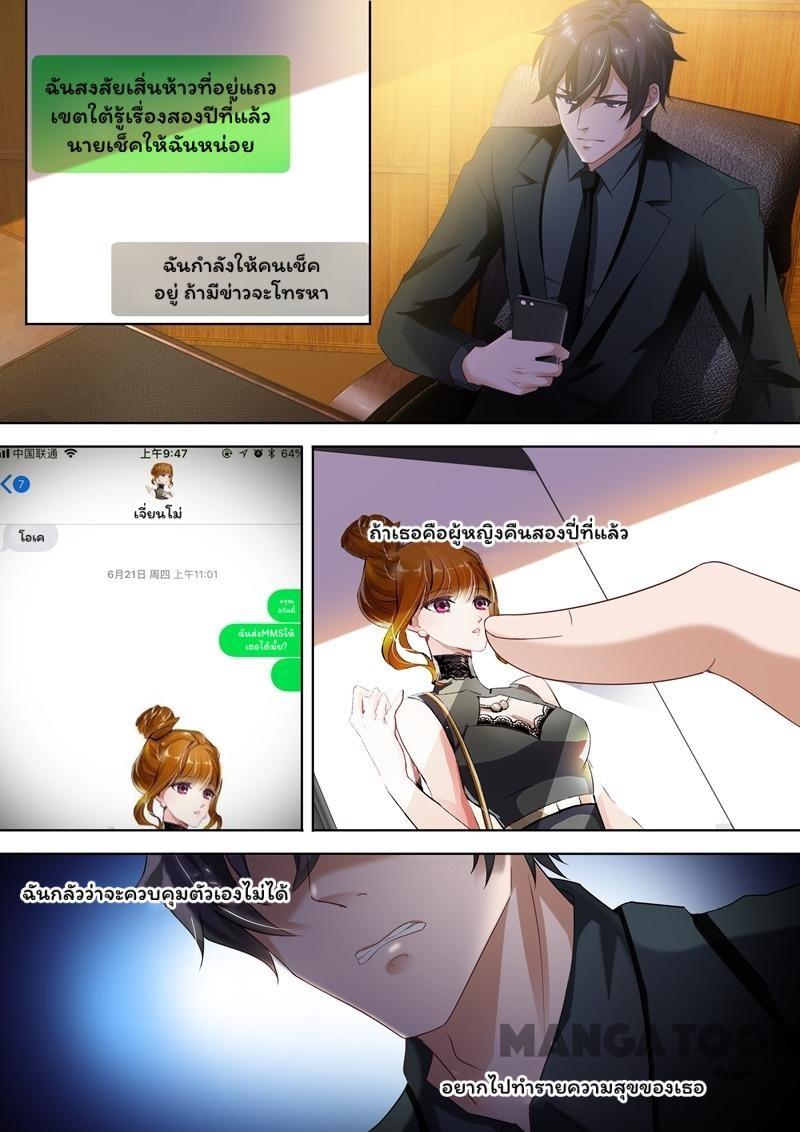 ฉันสงสัยเสิ่นห้าวที่อยู่แถว
เขตใต้รู้เรื่องสองปีที่แล้ว
นายเช็คให้ฉันหน่อย
ฉันกำลังให้คนเช็ค
อยู่ ถ้ามีข่าวจะโทรหา
中国联通 上午9:47 64%
7
เจี่ยนโม่
โอเค
6月21日 周四 上午11:01
ฉันส่งMMSให้
เธอได้มั้ย?
ถ้าเธอคือผู้หญิงคืนสองปี่ที่แล้ว
ฉันกลัวว่าจะควบคุมตัวเองไม่ได้
MANGATOON
อยากไปทำรายความสุขของเธอ